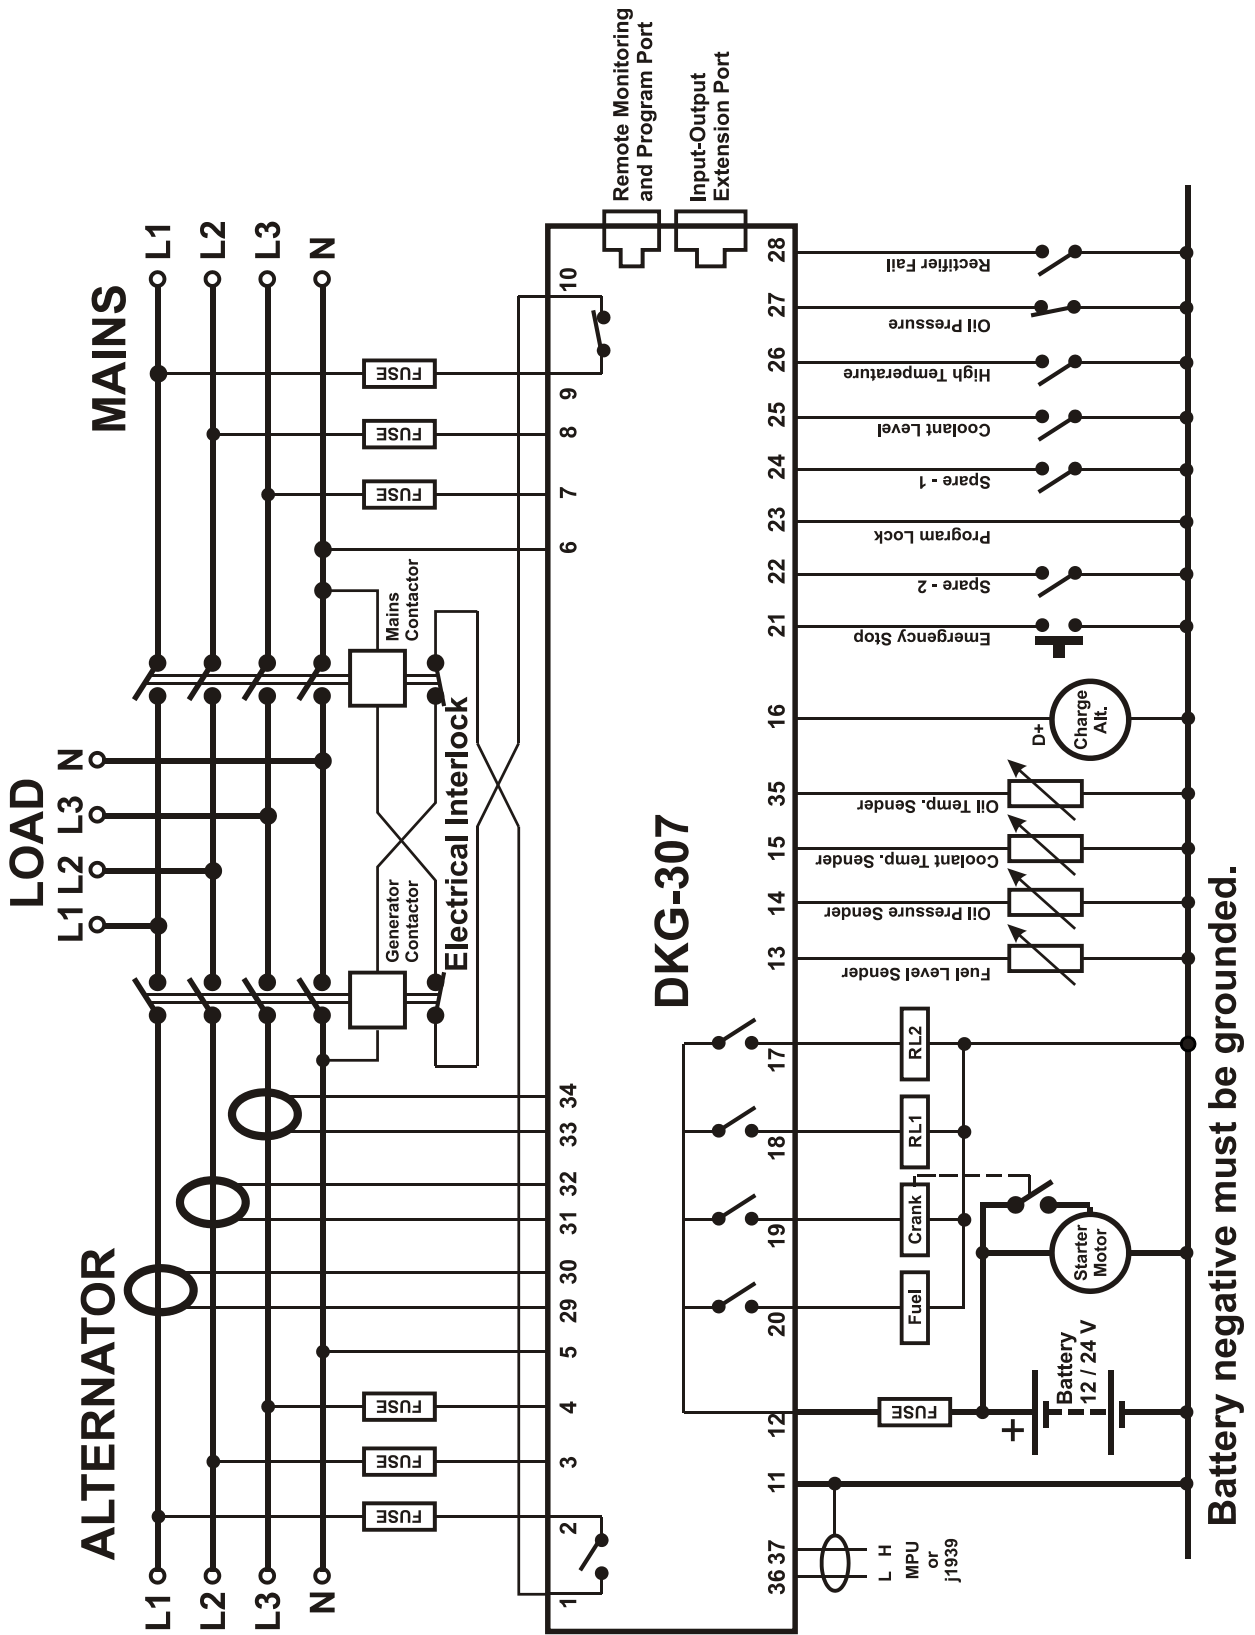 ALTERNATOR
LOAD
MAINS
L1
L2
L3
N
L1
L2
L3
N
L1
L2
L3
N
FUSE
FUSE
FUSE
FUSE
FUSE
FUSE
Generator
Contactor
Mains
Contactor
Electrical Interlock
1
2
3
4
5
29
30
31
32
33
34
6
7
8
9
10
DKG-307
Remote Monitoring
and Program Port
Input-Output
Extension Port
36
37
11
12
20
19
18
17
13
14
15
35
16
21
22
23
24
25
26
27
28
L
H
MPU
or
j1939
FUSE
Fuel
Crank
RL1
RL2
Fuel Level Sender
Oil Pressure Sender
Coolant Temp. Sender
Oil Temp. Sender
D+
Charge
Alt.
Emergency Stop
Spare - 2
Program Lock
Spare - 1
Coolant Level
High Temperature
Oil Pressure
Rectifier Fail
+
Battery
12 / 24 V
Starter
Motor
Battery negative must be grounded.